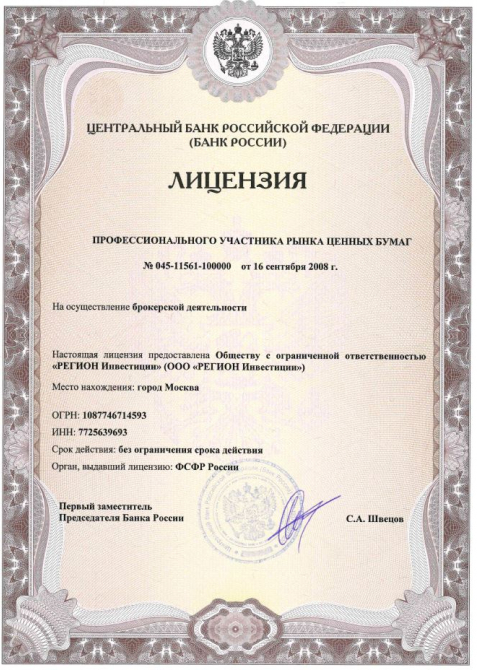 ЦЕНТРАЛЬНЫЙ БАНК РОССИЙСКОЙ ФЕДЕРАЦИИ
(БАНК РОССИИ)
ЛИЦЕНЗИЯ
ПРОФЕССИОНАЛЬНОГО УЧАСТНИКА РЫНКА ЦЕННЫХ БУМАГ
№ 045-11561-100000 от 16 сентября 2008 г.
На осуществление брокерской деятельности
Настоящая лицензия предоставлена Обществу с ограниченной ответственностью
«РЕГИОН Инвестиции» (ООО «РЕГИОН Инвестиции»)
Место нахождения: город Москва
ОГРН: 1087746714593
ИНН: 7725639693
Срок действия: без ограничения срока действия
Орган, выдавший лицензию: ФСФР России
Первый заместитель
Председателя Банка России
С.А. Швецов